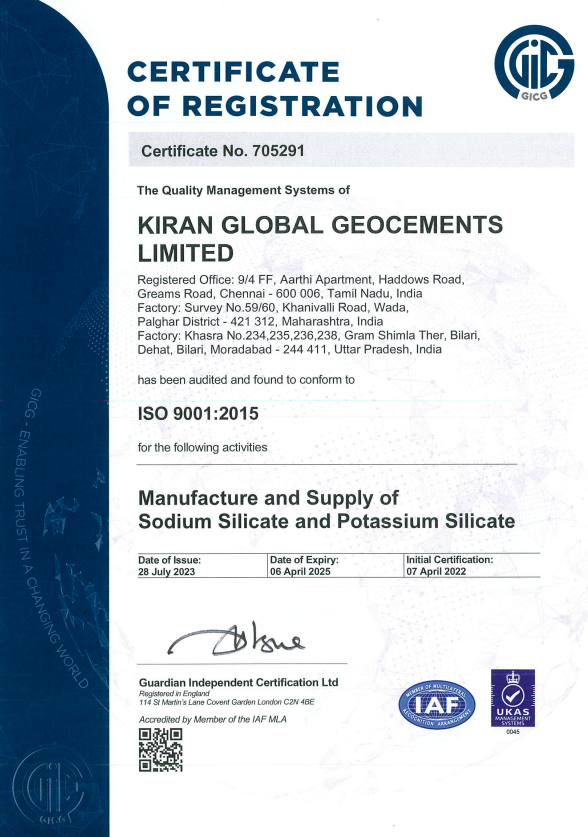 GICG
CERTIFICATE
OF REGISTRATION
Certificate No. 705291
The Quality Management Systems of
KIRAN GLOBAL GEOCEMENTS
LIMITED
Registered Office: 9/4 FF, Aarthi Apartment, Haddows Road,
Greams Road, Chennai - 600 006, Tamil Nadu, India
Factory: Survey No.59/60, Khanivalli Road, Wada,
Palghar District - 421 312, Maharashtra, India
Factory: Khasra No.234,235,236,238, Gram Shimla Ther, Bilari,
Dehat, Bilari, Moradabad - 244 411, Uttar Pradesh, India
has been audited and found to conform to
ISO 9001:2015
for the following activities
Manufacture and Supply of
Sodium Silicate and Potassium Silicate
Date of Issue: Date of Expiry: Initial Certification:
28 July 2023 06 April 2025 07 April 2022
GICG - ENABLING TRUST IN A CHANGING WORLD
Guardian Independent Certification Ltd
Registered in England
114 St Martin's Lane Covent Garden London C2N 4BE
Accredited by Member of the IAF MLA
MEMBER OF MULTILATERAL
IAF
RECOGNITION ARRANGEMENT
UKAS
MANAGEMENT
SYSTEMS
0045
GICG